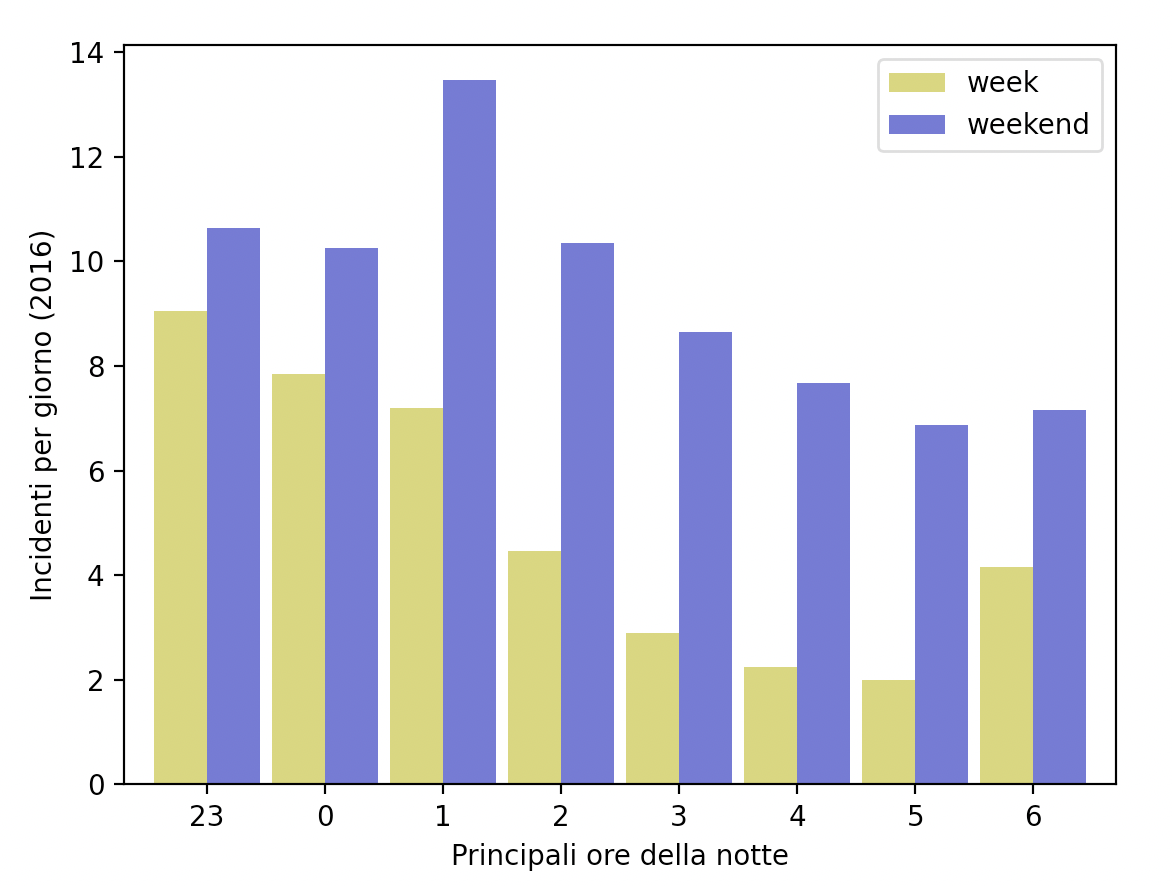 14
12
10
8
6
4
2
0
Incidenti per giorno (2016)
week
weekend
23 0 1 2 3 4 5 6
Principali ore della notte